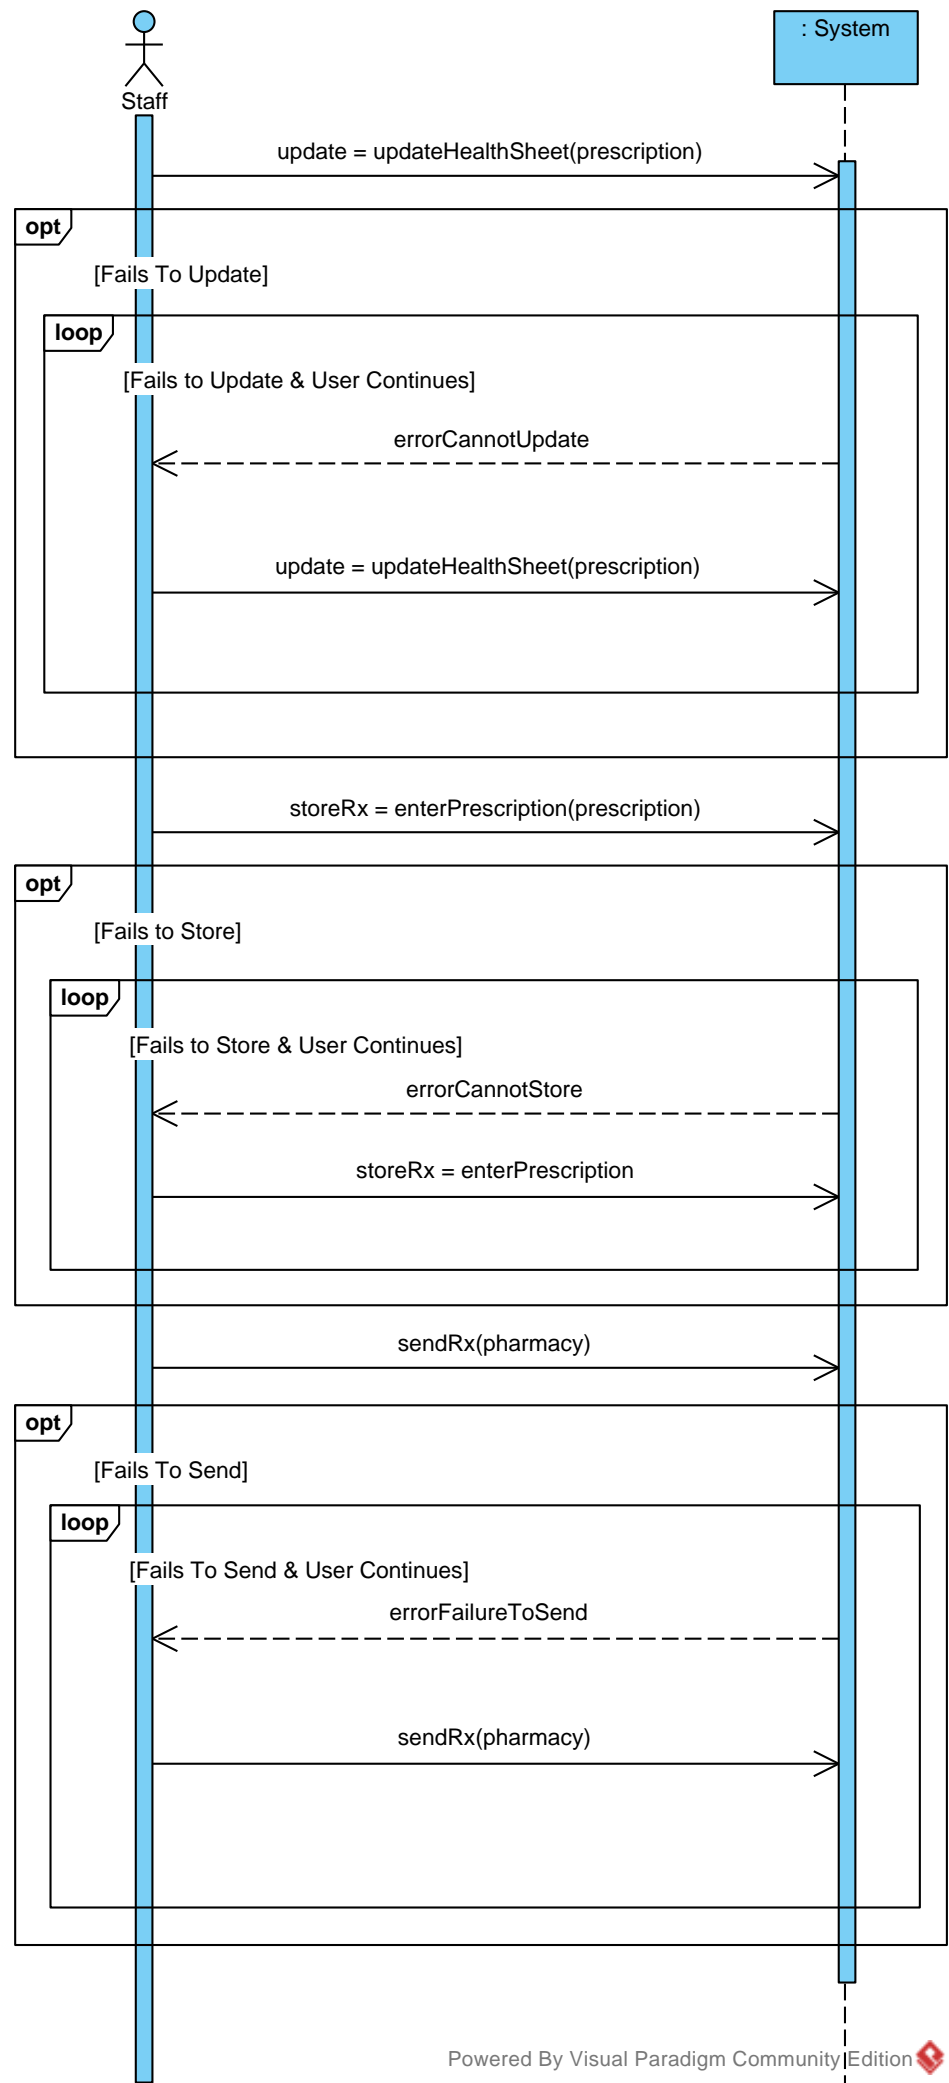 : System
Staff
update = updateHealthSheet(prescription)
opt
[Fails To Update]
loop
[Fails to Update & User Continues]
errorCannotUpdate
update = updateHealthSheet(prescription)
storeRx = enterPrescription(prescription)
opt
[Fails to Store]
loop
[Fails to Store & User Continues]
errorCannotStore
storeRx = enterPrescription
sendRx(pharmacy)
opt
[Fails To Send]
loop
[Fails To Send & User Continues]
errorFailureToSend
sendRx(pharmacy)
Powered By Visual Paradigm Community Edition